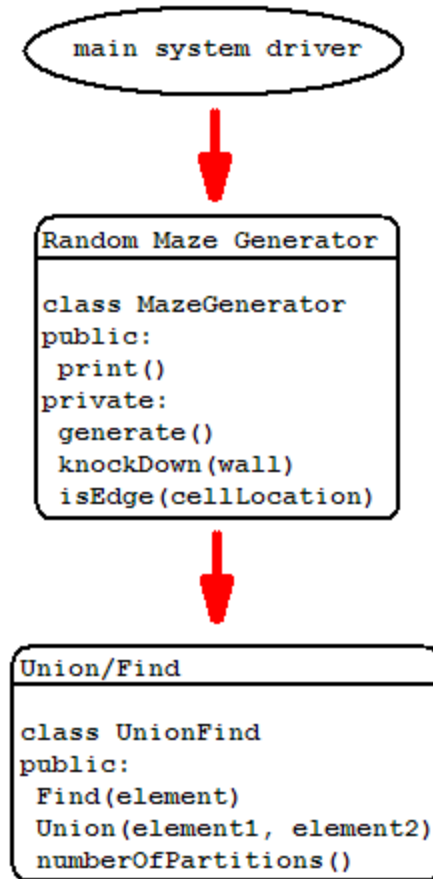 main system driver
Random Maze Generator
class MazeGenerator
public:
print()
private:
generate()
knockDown(wall)
isEdge(cellLocation)
Union/Find
class UnionFind
public:
Find(element)
Union(element1, element2)
numberOfPartitions()